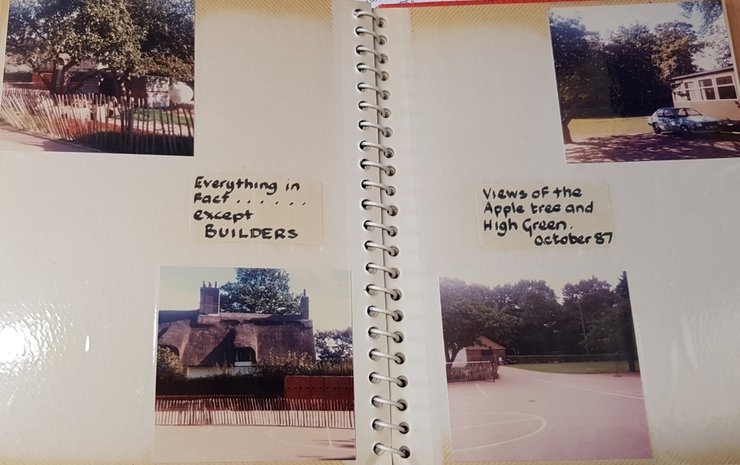 Everything in
Fact . . . . . .
except
BUILDERS
Views of the
Apple tree and
High Green.
October 87